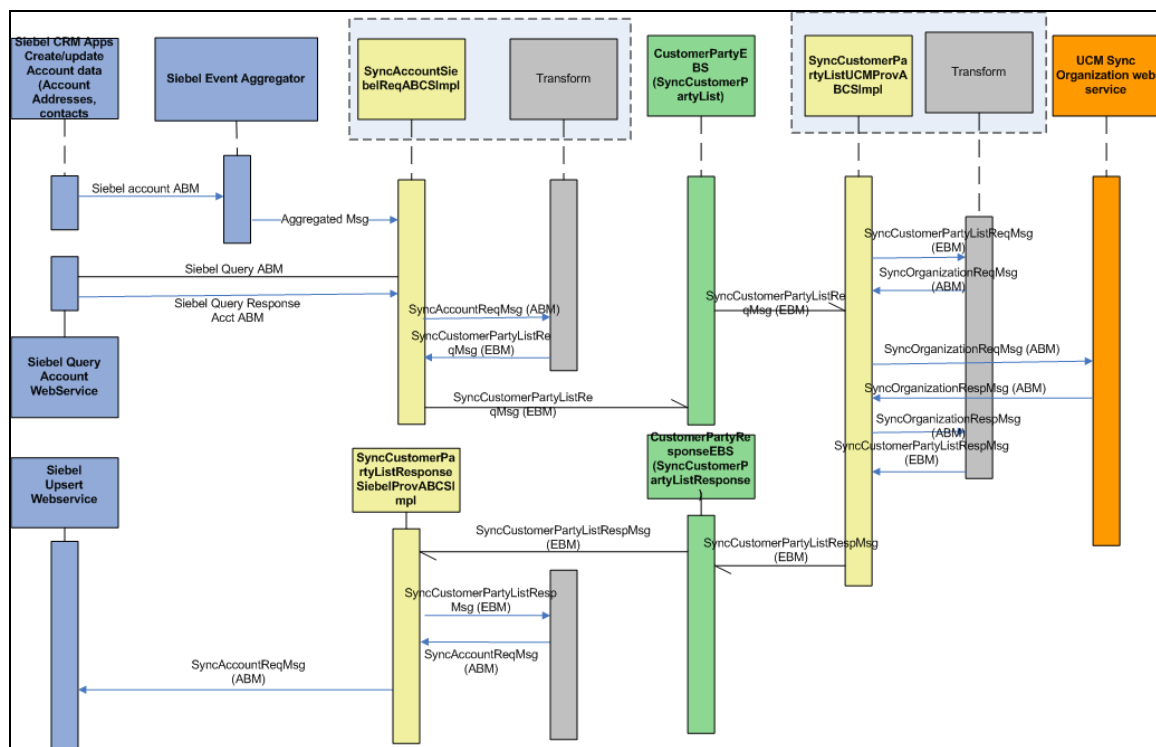 Siebel CRM Apps
Create/update
Account data
(Account
Addresses,
contacts
Siebel Event Aggregator
SyncAccountSie
belReqABCSImpl
Transform
CustomerPartyE
BS
(SyncCustomer
PartyList)
SyncCustomerPa
rtyListUCMProvA
BCSImpl
Transform
UCM Sync
Organization web
service
Siebel account ABM
Aggregated Msg
Siebel Query ABM
Siebel Query Response
Acct ABM
SyncAccountReqMsg (ABM)
SyncCustomerPartyListRe
qMsg (EBM)
SyncCustomerPartyListRe
qMsg (EBM)
SyncCustomerPartyListRe
qMsg (EBM)
SyncCustomerPartyListReqMsg
(EBM)
SyncOrganizationReqMsg
(ABM)
SyncOrganizationReqMsg (ABM)
SyncOrganizationRespMsg (ABM)
SyncOrganizationRespMsg
(ABM)
SyncCustomerPartyListRespMsg
(EBM)
Siebel Query
Account
WebService
Siebel
Upsert
Webservice
SyncCustomerPa
rtyListResponse
SiebelProvABCSI
mpl
CustomerPartyRe
sponseEBS
(SyncCustomerP
artyListResponse
)
SyncCustomerPartyListRespMsg
(EBM)
SyncCustomerPartyListRespMsg
(EBM)
SyncCustomerPartyListResp
Msg (EBM)
SyncAccountReqMsg
(ABM)
SyncAccountReqMsg
(ABM)